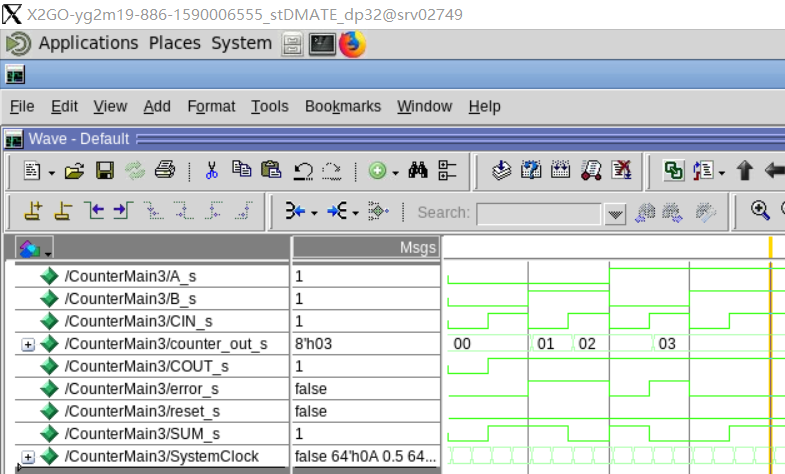 X2GO-yg2m19-886-1590006555_stDMATE_dp32@srv02749
Applications Places System
File Edit View Add Format Tools Bookmarks Window Help
Wave - Default
Search:
Msgs
/CounterMain3/A_s 1
/CounterMain3/B_s 1
/CounterMain3/CIN_s 1
/CounterMain3/counter_out_s 8'h03 00 01 02 03
/CounterMain3/COUT_s 1
/CounterMain3/error_s false
/CounterMain3/reset_s false
/CounterMain3/SUM_s 1
/CounterMain3/SystemClock false 64'h0A 0.5 64...